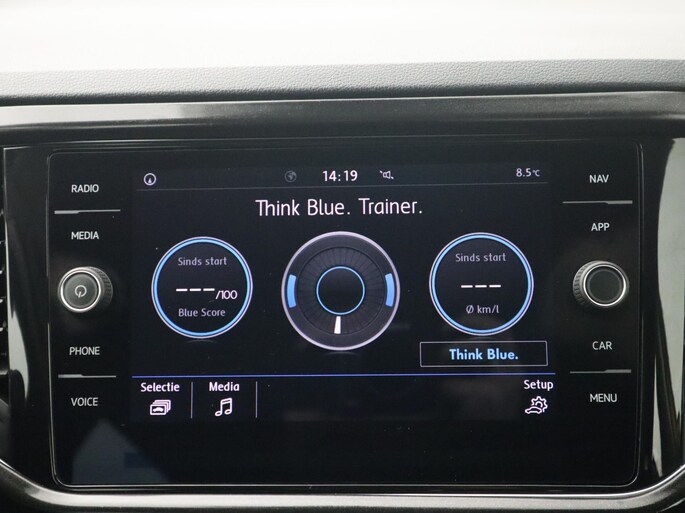 RADIO
MEDIA
PHONE
VOICE
14:19
8.5°C
Think Blue. Trainer.
Sinds start
---/100
Blue Score
Sinds start
---
Ø km/l
Think Blue.
Selectie
Media
Setup
NAV
APP
CAR
MENU